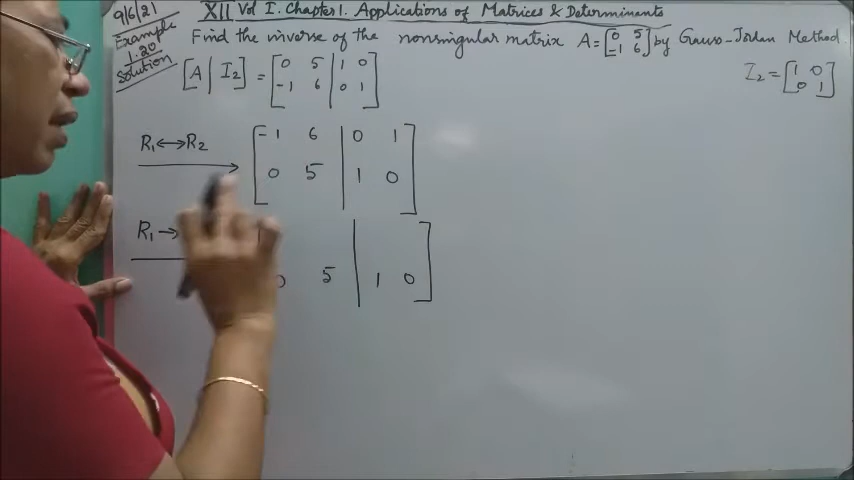 9/6/21 XII Vol I. Chapter 1. Applications of Matrices & Determinants
Example 1.20 Find the inverse of the nonsingular matrix A = [0 5 -1 6] by Gauss-Jordan Method
Solution [A | I₂] = [0 5 | 1 0
-1 6 | 0 1]
I₂ = [1 0
0 1]
R₁ ↔ R₂ [-1 6 | 0 1
0 5 | 1 0]
R₁ →
0 5 | 1 0]